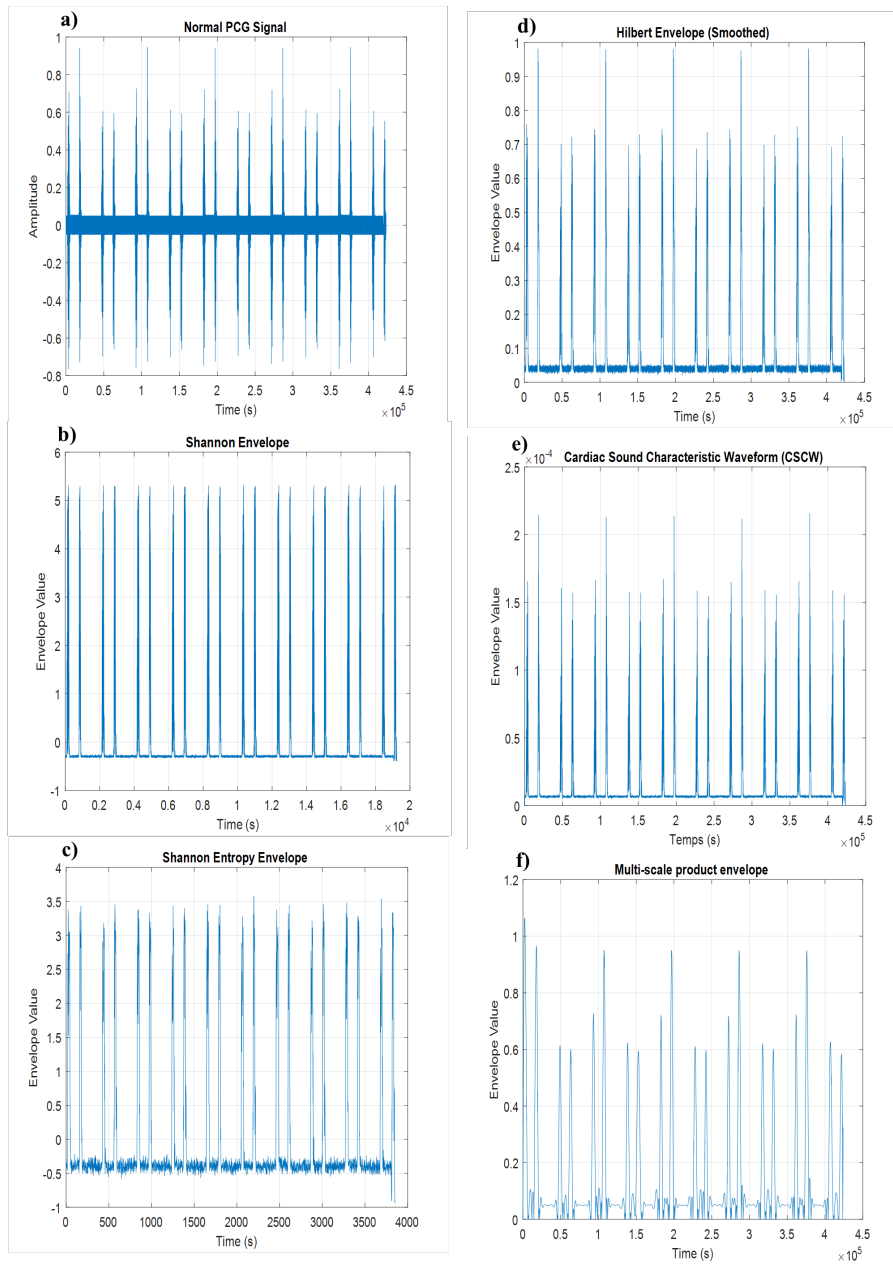 a)
Normal PCG Signal
1
0.8
0.6
0.4
0.2
0
-0.2
-0.4
-0.6
-0.8
Amplitude
0 0.5 1 1.5 2 2.5 3 3.5 4 4.5
Time (s)
×10⁵
b)
Shannon Envelope
6
5
4
3
2
1
0
-1
Envelope Value
0 0.2 0.4 0.6 0.8 1 1.2 1.4 1.6 1.8 2
Time (s)
×10⁴
c)
Shannon Entropy Envelope
4
3.5
3
2.5
2
1.5
1
0.5
0
-0.5
-1
Envelope Value
0 500 1000 1500 2000 2500 3000 3500 4000
Time (s)
d)
Hilbert Envelope (Smoothed)
1
0.9
0.8
0.7
0.6
0.5
0.4
0.3
0.2
0.1
0
Envelope Value
0 0.5 1 1.5 2 2.5 3 3.5 4 4.5
Time (s)
×10⁵
e)
×10⁻⁴
Cardiac Sound Characteristic Waveform (CSCW)
2.5
2
1.5
1
0.5
0
Envelope Value
0 0.5 1 1.5 2 2.5 3 3.5 4 4.5
Temps (s)
×10⁵
f)
Multi-scale product envelope
1.2
1
0.8
0.6
0.4
0.2
0
Envelope Value
0 0.5 1 1.5 2 2.5 3 3.5 4 4.5
Time (s)
×10⁵